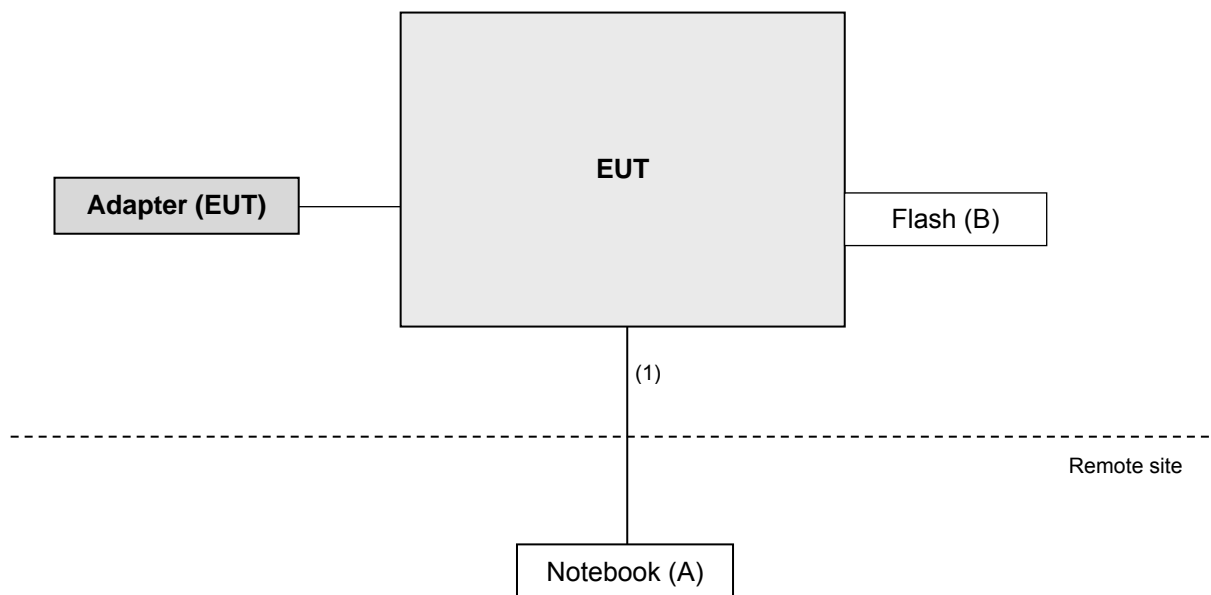 EUT
Adapter (EUT)
Flash (B)
(1)
Remote site
Notebook (A)